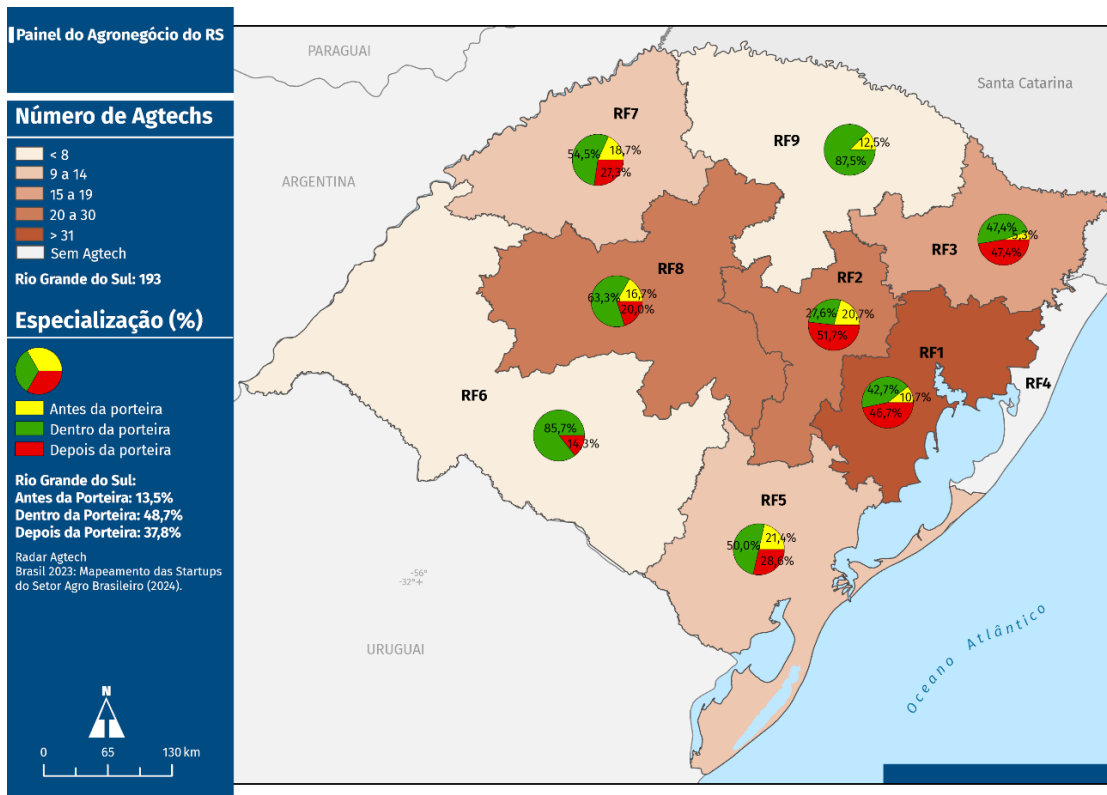 Painel do Agronegócio do RS
Número de Agtechs
< 8
9 a 14
15 a 19
20 a 30
> 31
Sem Agtech
Rio Grande do Sul: 193
Especialização (%)
Antes da porteira
Dentro da porteira
Depois da porteira
Rio Grande do Sul:
Antes da Porteira: 13,5%
Dentro da Porteira: 48,7%
Depois da Porteira: 37,8%
Radar Agtech
Brasil 2023: Mapeamento das Startups
do Setor Agro Brasileiro (2024).
N
0 65 130 km
PARAGUAI
Santa Catarina
ARGENTINA
RF7
54,5%
18,7%
27,3%
RF9
12,5%
87,5%
RF3
47,4%
5,3%
47,4%
RF8
63,3%
16,7%
20,0%
RF2
27,6%
20,7%
51,7%
RF1
42,7%
10,7%
46,7%
RF4
RF6
85,7%
14,3%
RF5
50,0%
21,4%
28,6%
-56°
-32°+
URUGUAI
Oceano Atlântico